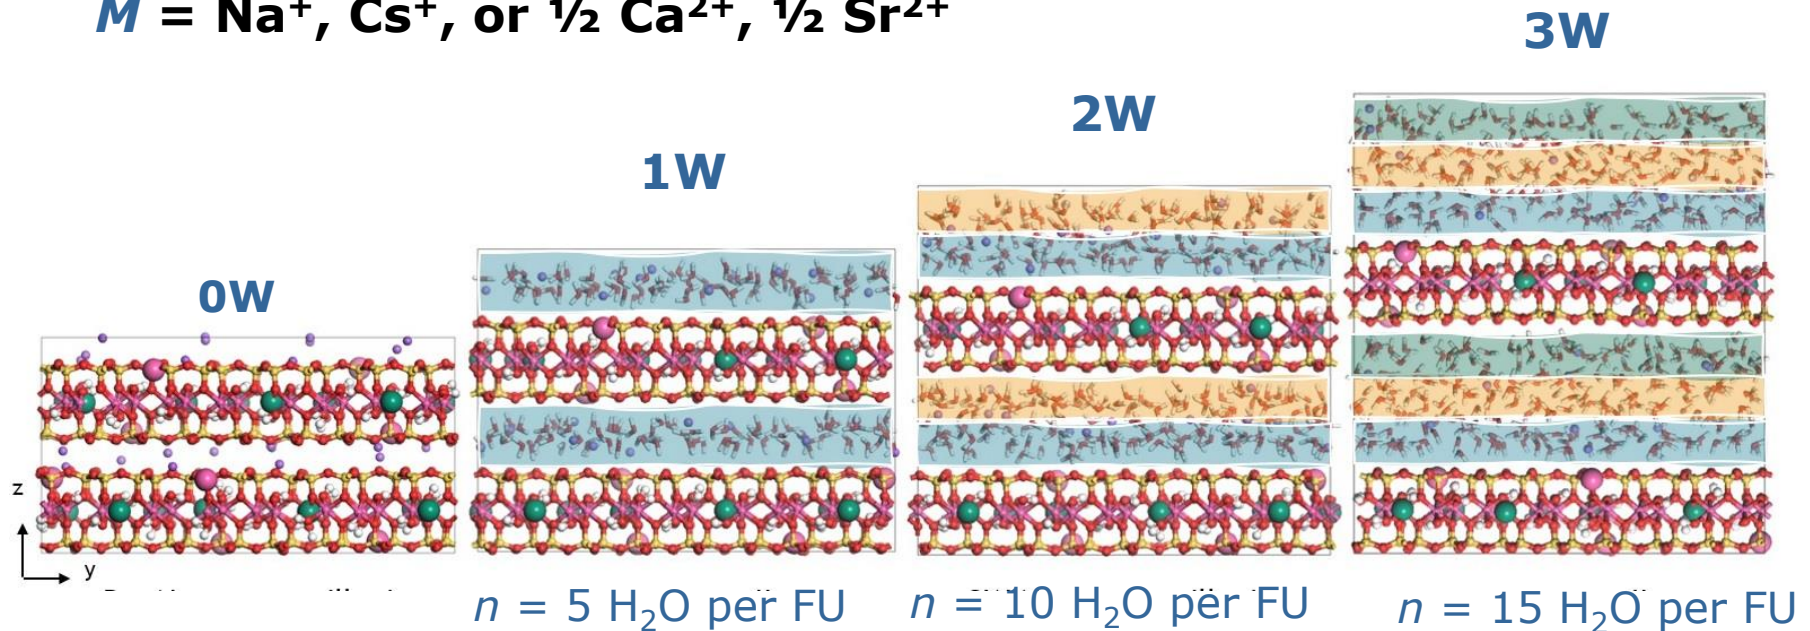 M = Na⁺, Cs⁺, or ½ Ca²⁺, ½ Sr²⁺
3W
2W
1W
0W
z
y
n = 5 H₂O per FU
n = 10 H₂O per FU
n = 15 H₂O per FU